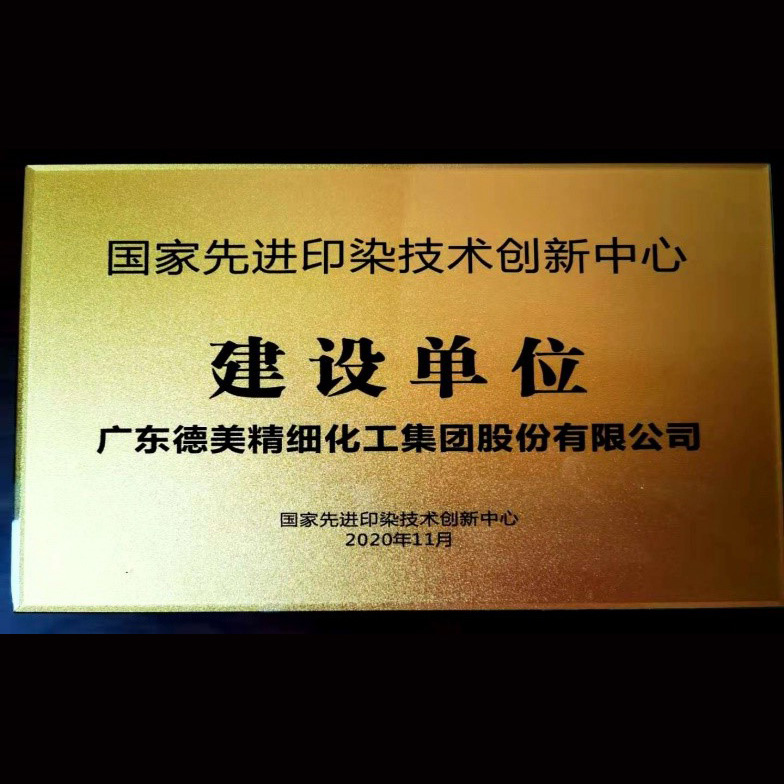 国家先进印染技术创新中心
建设单位
广东德美精细化工集团股份有限公司
国家先进印染技术创新中心
2020年11月